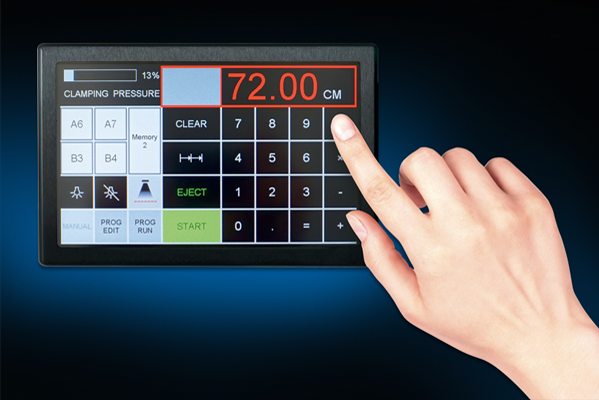 13%
CLAMPING PRESSURE
72.00 CM
A6 A7 Memory 2 CLEAR 7 8 9
B3 B4 4 5 6 ×
EJECT 1 2 3 -
MANUAL PROG EDIT PROG RUN START 0 . = +